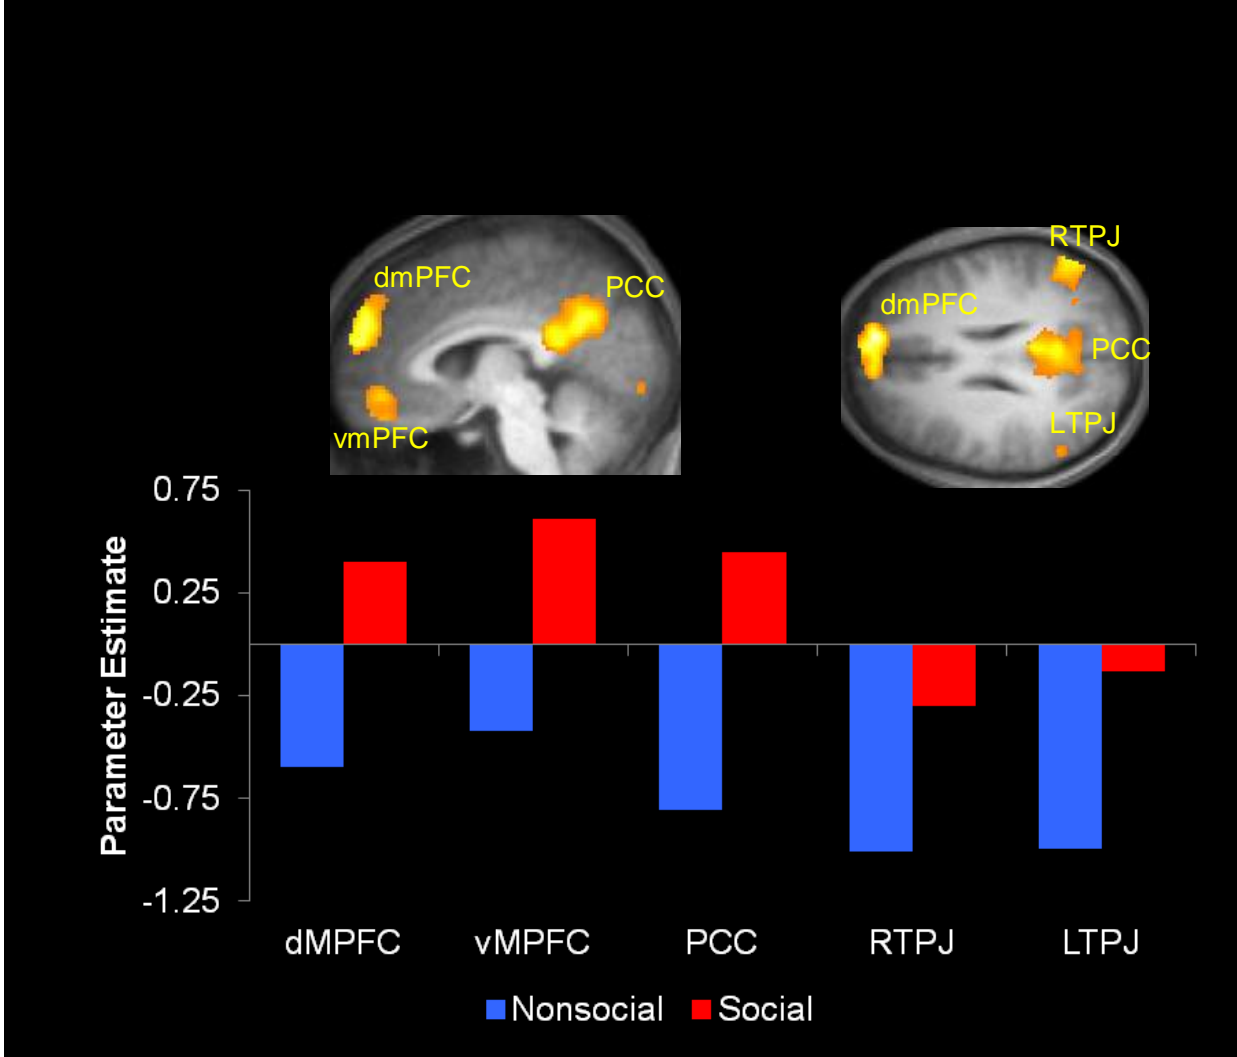 dmPFC
PCC
vmPFC
RTPJ
dmPFC
PCC
LTPJ
0.75
0.25
-0.25
-0.75
-1.25
Parameter Estimate
dMPFC vMPFC PCC RTPJ LTPJ
Nonsocial Social